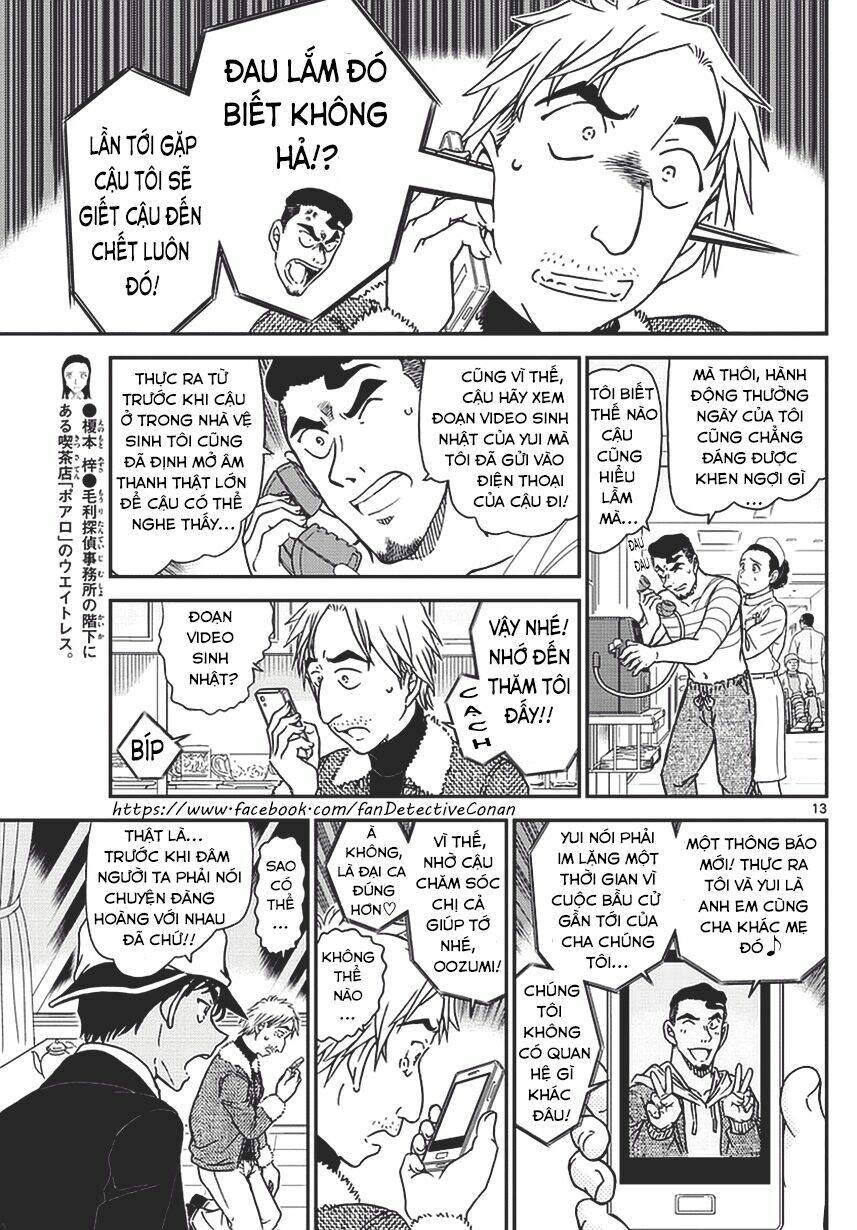 ĐAU LẮM ĐÓ
BIẾT KHÔNG
HẢ!?
LẦN TỚI GẶP
CẬU TÔI SẼ
GIẾT CẬU ĐẾN
CHẾT LUÔN
ĐÓ!
MÀ THÔI, HÀNH
ĐỘNG THƯỜNG
NGÀY CỦA TÔI
CŨNG CHẲNG
ĐÁNG ĐƯỢC
KHEN NGỢI GÌ
...
TÔI BIẾT
THẾ NÀO
CẬU
CŨNG HIỂU
LẦM
MÀ...
ĐAU
ĐAU
CŨNG VÌ THẾ,
CẬU HÃY XEM
ĐOẠN VIDEO SINH
NHẬT CỦA YUI MÀ
TÔI ĐÃ GỬI VÀO
ĐIỆN THOẠI
CỦA CẬU ĐI!
THỰC RA TỪ
TRƯỚC KHI CẬU
Ở TRONG NHÀ VỆ
SINH TÔI CŨNG
ĐÃ ĐỊNH MỞ ÂM
THANH THẬT LỚN
ĐỂ CẬU CÓ THỂ
NGHE THẤY...
●榎本 梓●毛利探偵事務所の階下に
ある喫茶店「ポアロ」のウエイトレス。
VẬY NHÉ!
NHỚ ĐẾN
THĂM TÔI
ĐẤY!!
CẠCH
ĐOẠN
VIDEO
SINH
NHẬT?
BÍP
13
https://www.facebook.com/fanDetectiveConan
MỘT THÔNG BÁO
MỚI! THỰC RA
TÔI VÀ YUI LÀ
ANH EM CÙNG
CHA KHÁC MẸ
ĐÓ♪
YUI NÓI PHẢI
IM LẶNG MỘT
THỜI GIAN VÌ
CUỘC BẦU CỬ
GẦN TỚI CỦA
CHA CHÚNG
TÔI...
CHÚNG
TÔI
KHÔNG
CÓ QUAN
HỆ GÌ
KHÁC
ĐÂU!
VÌ THẾ,
NHỜ CẬU
CHĂM SÓC
CHỊ CẢ
GIÚP TỚ
NHÉ,
OOZUMI!
À
KHÔNG,
LÀ ĐẠI CA
ĐÚNG
HƠN♡
KHÔNG
THỂ
NÀO
...
SAO
CÓ
THỂ
...
THẬT LÀ...
TRƯỚC KHI ĐÂM
NGƯỜI TA PHẢI NÓI
CHUYỆN ĐÀNG
HOÀNG VỚI NHAU
ĐÃ CHỨ!!